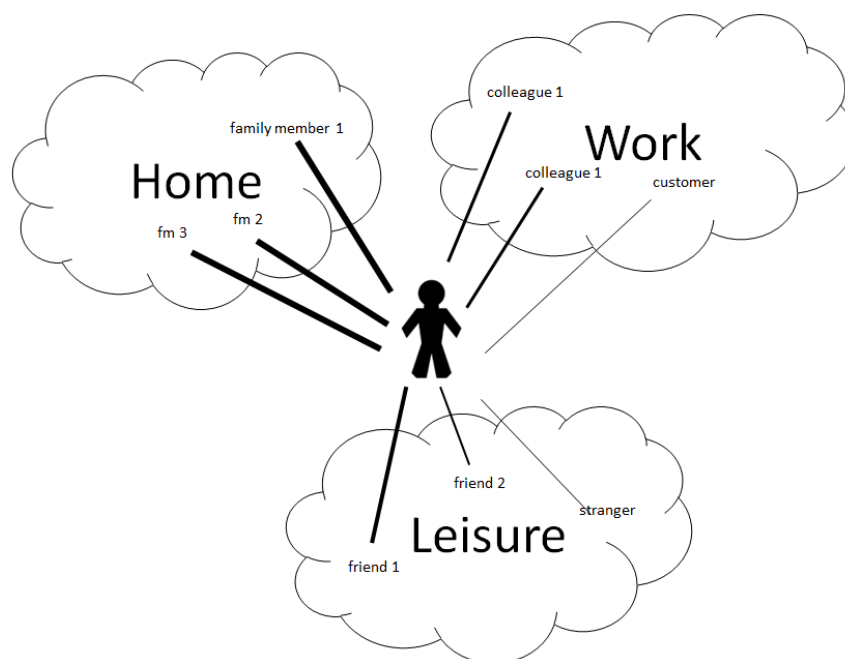 family member 1
Home
fm 2
fm 3
colleague 1
Work
colleague 1
customer
friend 2
stranger
Leisure
friend 1